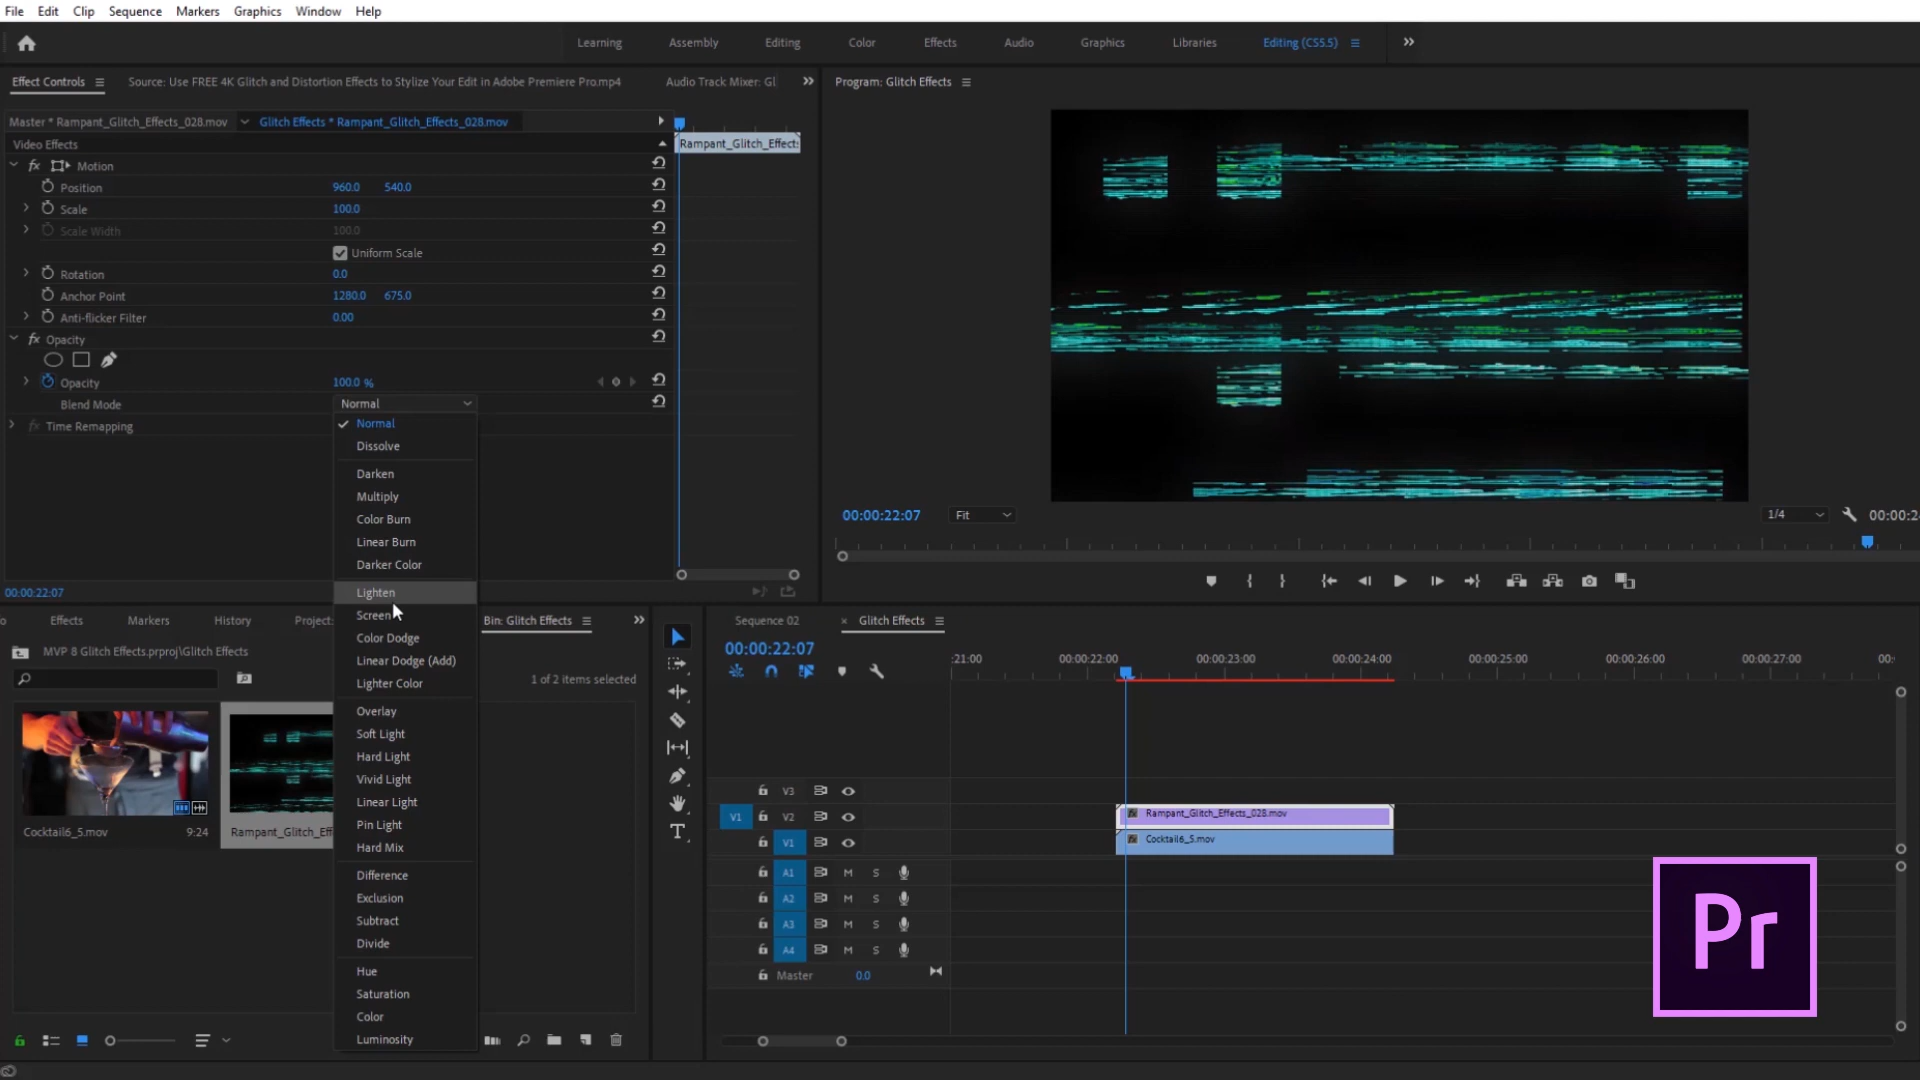 File Edit Clip Sequence Markers Graphics Window Help
Learning Assembly Editing Color Effects Audio Graphics Libraries Editing (CS5.5)
Effect Controls Source: Use FREE 4K Glitch and Distortion Effects to Stylize Your Edit in Adobe Premiere Pro.mp4 Audio Track Mixer: Gl
Program: Glitch Effects
Master * Rampant_Glitch_Effects_028.mov Glitch Effects * Rampant_Glitch_Effects_028.mov
Video Effects
Rampant_Glitch_Effects
fx Motion
Position 960.0 540.0
Scale 100.0
Scale Width 100.0
Uniform Scale
Rotation 0.0
Anchor Point 1280.0 675.0
Anti-flicker Filter 0.00
fx Opacity
Opacity 100.0 %
Blend Mode Normal
fx Time Remapping
Normal
Dissolve
Darken
Multiply
Color Burn
Linear Burn
Darker Color
Lighten
Screen
Color Dodge
Linear Dodge (Add)
Lighter Color
Overlay
Soft Light
Hard Light
Vivid Light
Linear Light
Pin Light
Hard Mix
Difference
Exclusion
Subtract
Divide
Hue
Saturation
Color
Luminosity
00:00:22:07
00:00:22:07 Fit 1/4 00:00:2
Effects Markers History Project: Bin: Glitch Effects
MVP 8 Glitch Effects.prproj\Glitch Effects
1 of 2 items selected
Cocktail6_5.mov 9:24
Rampant_Glitch_Eff
T
Sequence 02 × Glitch Effects
00:00:22:07
:21:00 00:00:22:00 00:00:23:00 00:00:24:00 00:00:25:00 00:00:26:00 00:00:27:00 00:
V3
V1 V2
V1
Rampant_Glitch_Effects_028.mov
Cocktail6_5.mov
A1 M S
A2 M S
A3 M S
A4 M S
Master 0.0
Pr